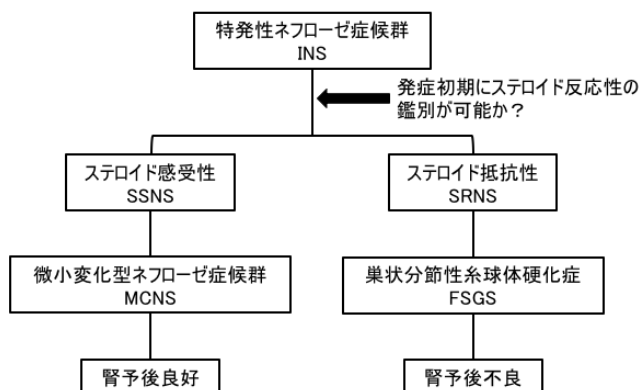 特発性ネフローゼ症候群
INS
発症初期にステロイド反応性の
鑑別が可能か？
ステロイド感受性
SSNS
ステロイド抵抗性
SRNS
微小変化型ネフローゼ症候群
MCNS
巣状分節性糸球体硬化症
FSGS
腎予後良好
腎予後不良